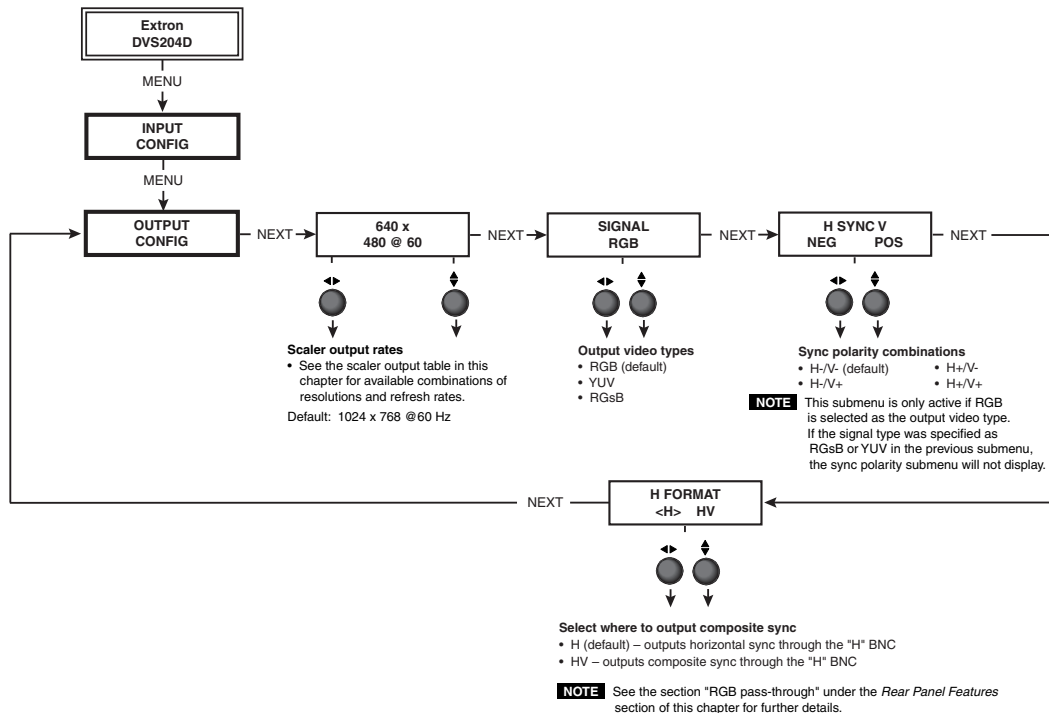 Extron
DVS204D
MENU
INPUT
CONFIG
MENU
OUTPUT
CONFIG
NEXT
640 x
480 @ 60
NEXT
SIGNAL
RGB
NEXT
H SYNC V
NEG POS
NEXT
Scaler output rates
• See the scaler output table in this
chapter for available combinations of
resolutions and refresh rates.
Default: 1024 x 768 @60 Hz
Output video types
• RGB (default)
• YUV
• RGsB
Sync polarity combinations
• H-/V- (default) • H+/V-
• H-/V+ • H+/V+
NOTE This submenu is only active if RGB
is selected as the output video type.
If the signal type was specified as
RGsB or YUV in the previous submenu,
the sync polarity submenu will not display.
NEXT
H FORMAT
<H> HV
Select where to output composite sync
• H (default) – outputs horizontal sync through the "H" BNC
• HV – outputs composite sync through the "H" BNC
NOTE See the section "RGB pass-through" under the Rear Panel Features
section of this chapter for further details.